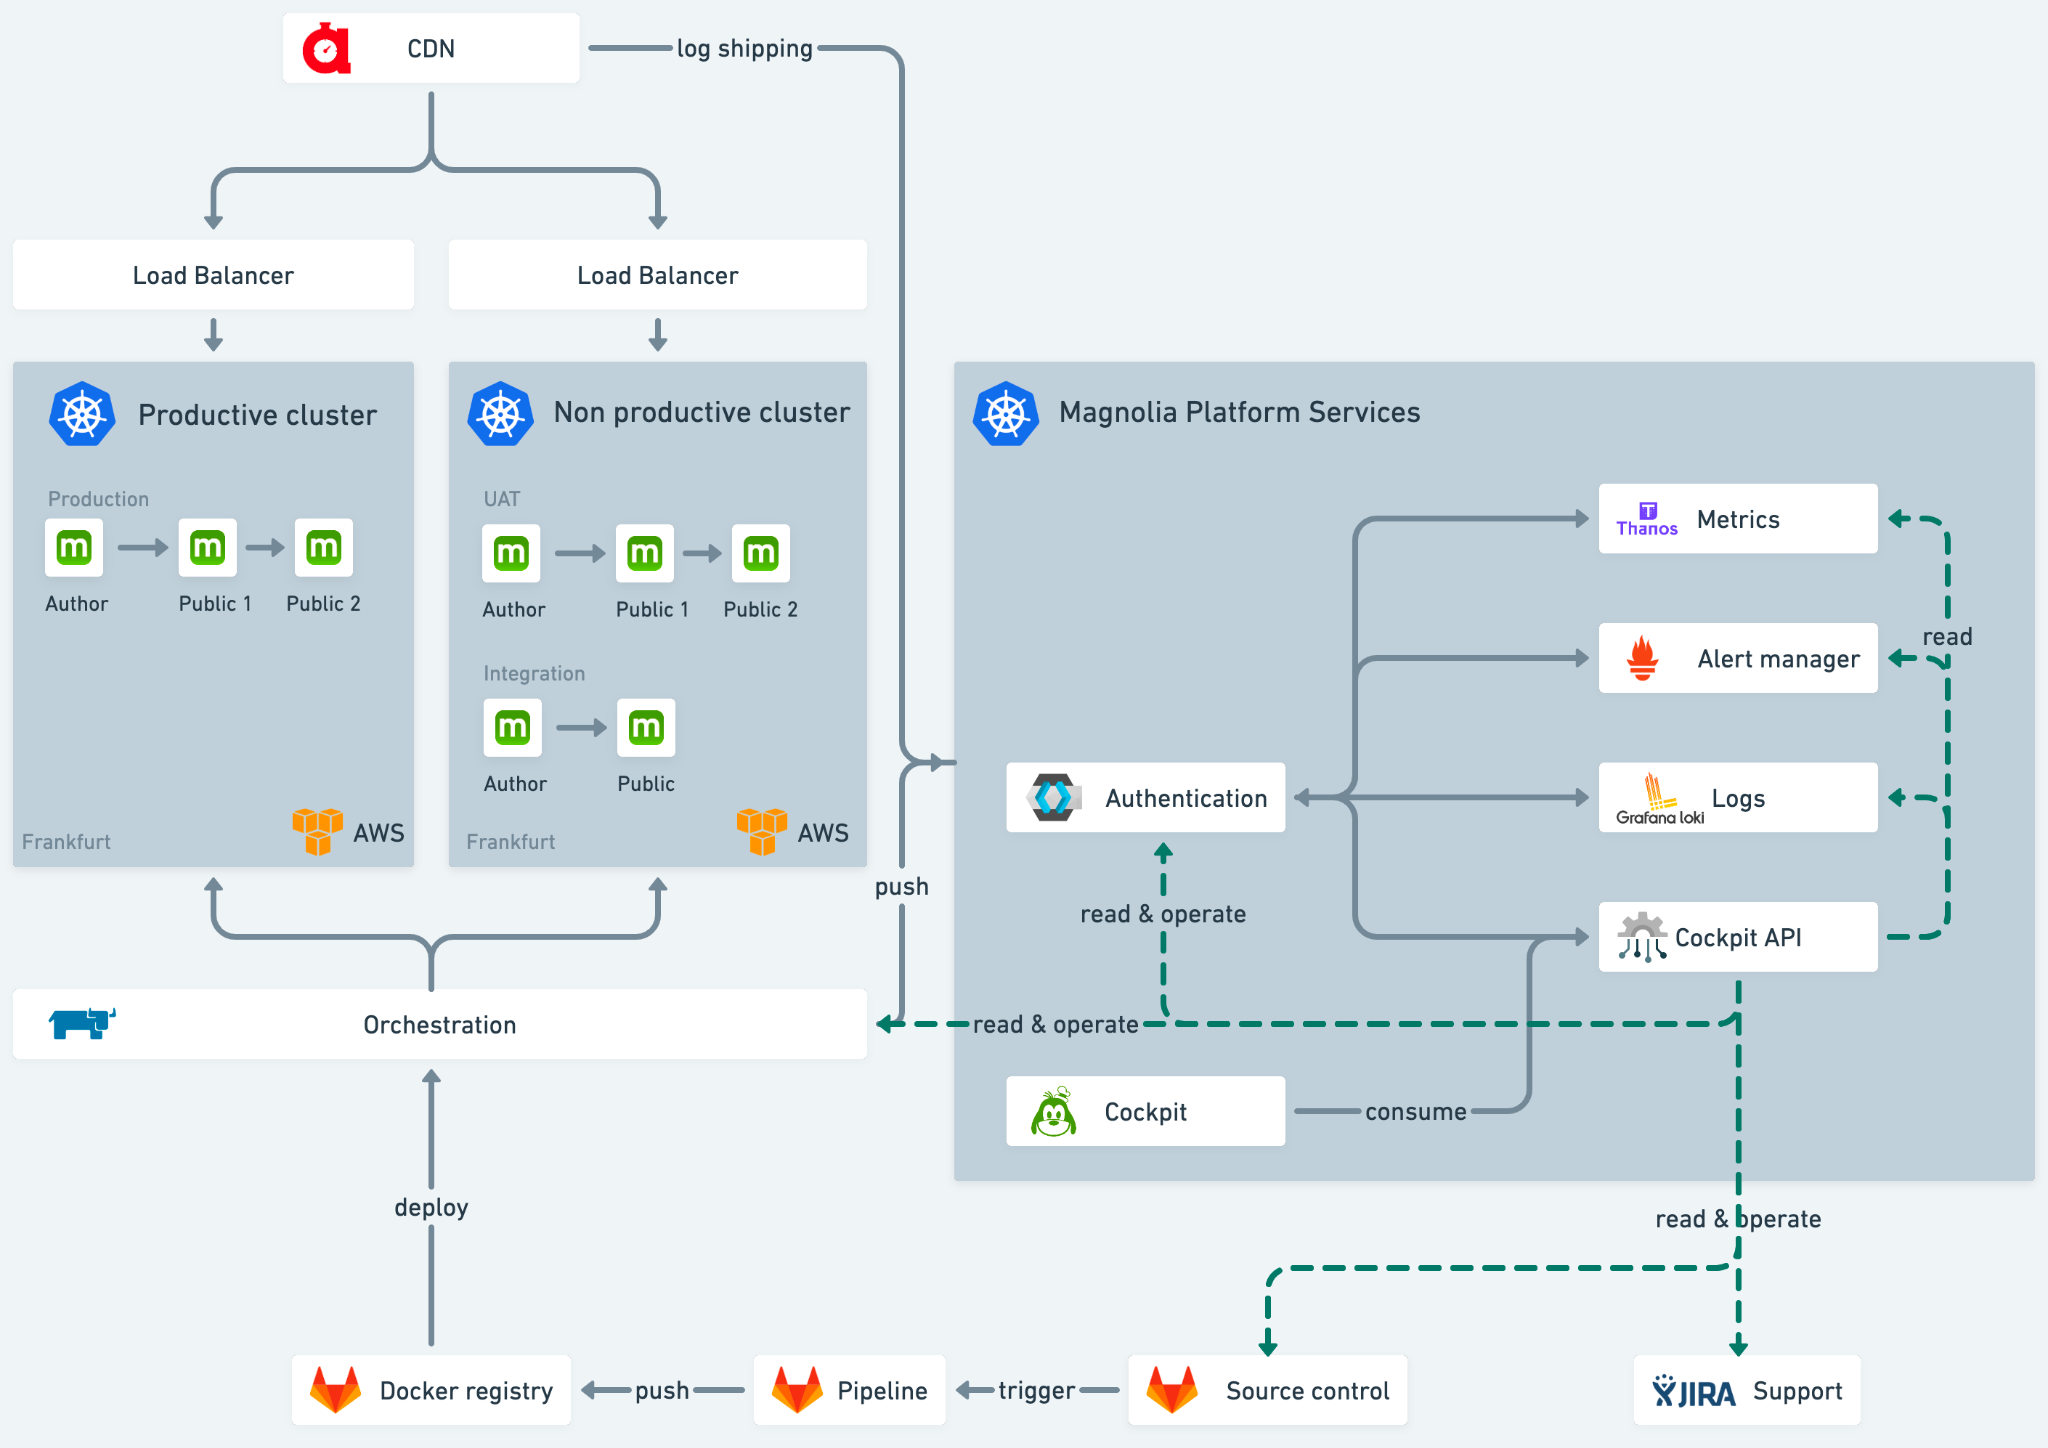 CDN
log shipping
Load Balancer
Load Balancer
Productive cluster
Production
m
m
m
Author
Public 1
Public 2
Frankfurt
AWS
Non productive cluster
UAT
m
m
m
Author
Public 1
Public 2
Integration
m
m
Author
Public
Frankfurt
AWS
push
Magnolia Platform Services
T
Thanos
Metrics
read
Alert manager
Authentication
Grafana loki
Logs
read & operate
Cockpit API
Orchestration
read & operate
Cockpit
consume
deploy
read & operate
Docker registry
push
Pipeline
trigger
Source control
JIRA
Support